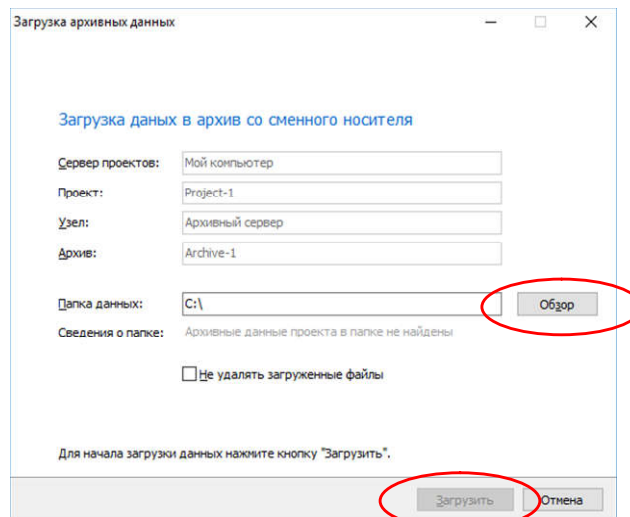 Загрузка архивных данных
Загрузка даных в архив со сменного носителя
Сервер проектов: Мой компьютер
Проект: Project-1
Узел: Архивный сервер
Архив: Archive-1
Папка данных: C:\ Обзор
Сведения о папке: Архивные данные проекта в папке не найдены
Не удалять загруженные файлы
Для начала загрузки данных нажмите кнопку "Загрузить".
Загрузить Отмена